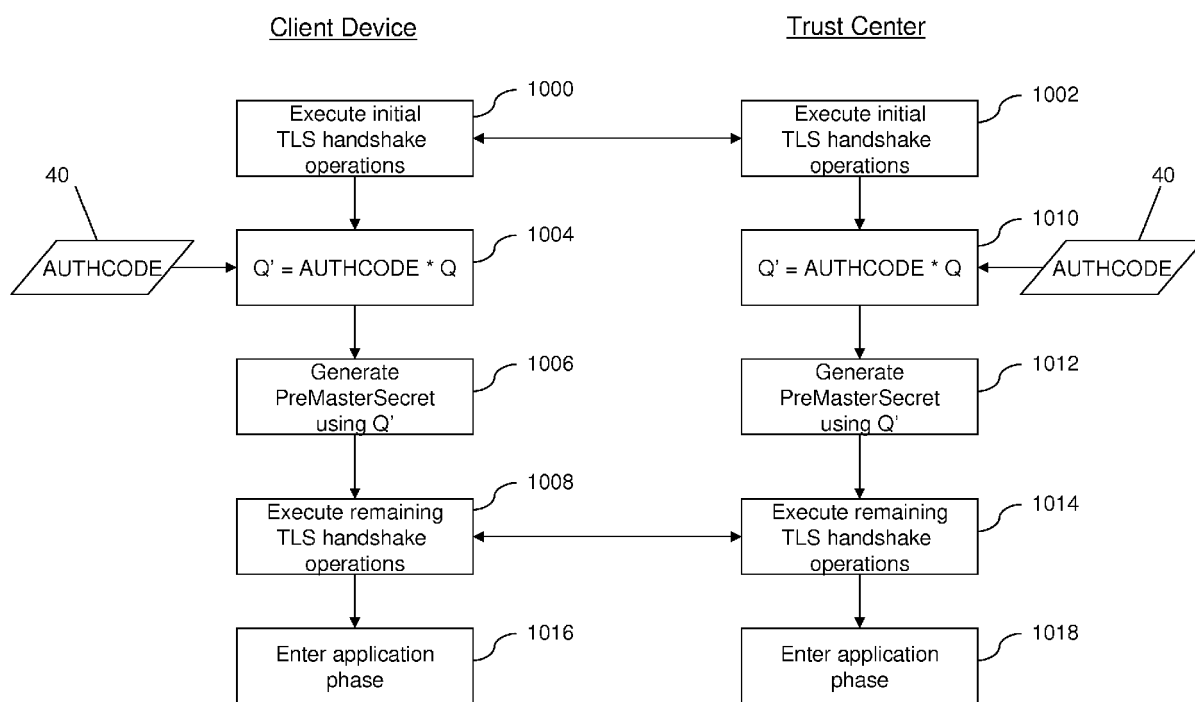 Client Device
Trust Center
1000
1002
Execute initial
TLS handshake
operations
Execute initial
TLS handshake
operations
40
40
1004
1010
AUTHCODE
Q' = AUTHCODE * Q
Q' = AUTHCODE * Q
AUTHCODE
1006
1012
Generate
PreMasterSecret
using Q'
Generate
PreMasterSecret
using Q'
1008
1014
Execute remaining
TLS handshake
operations
Execute remaining
TLS handshake
operations
1016
1018
Enter application
phase
Enter application
phase